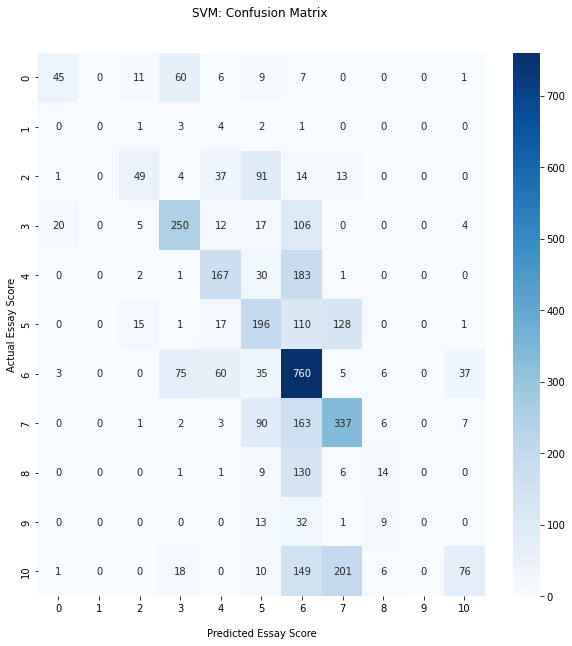 SVM: Confusion Matrix
0 45 0 11 60 6 9 7 0 0 0 1
1 0 0 1 3 4 2 1 0 0 0 0
2 1 0 49 4 37 91 14 13 0 0 0
3 20 0 5 250 12 17 106 0 0 0 4
4 0 0 2 1 167 30 183 1 0 0 0
5 0 0 15 1 17 196 110 128 0 0 1
6 3 0 0 75 60 35 760 5 6 0 37
7 0 0 1 2 3 90 163 337 6 0 7
8 0 0 0 1 1 9 130 6 14 0 0
9 0 0 0 0 0 13 32 1 9 0 0
10 1 0 0 18 0 10 149 201 6 0 76
0 1 2 3 4 5 6 7 8 9 10
Actual Essay Score
Predicted Essay Score
700
600
500
400
300
200
100
0